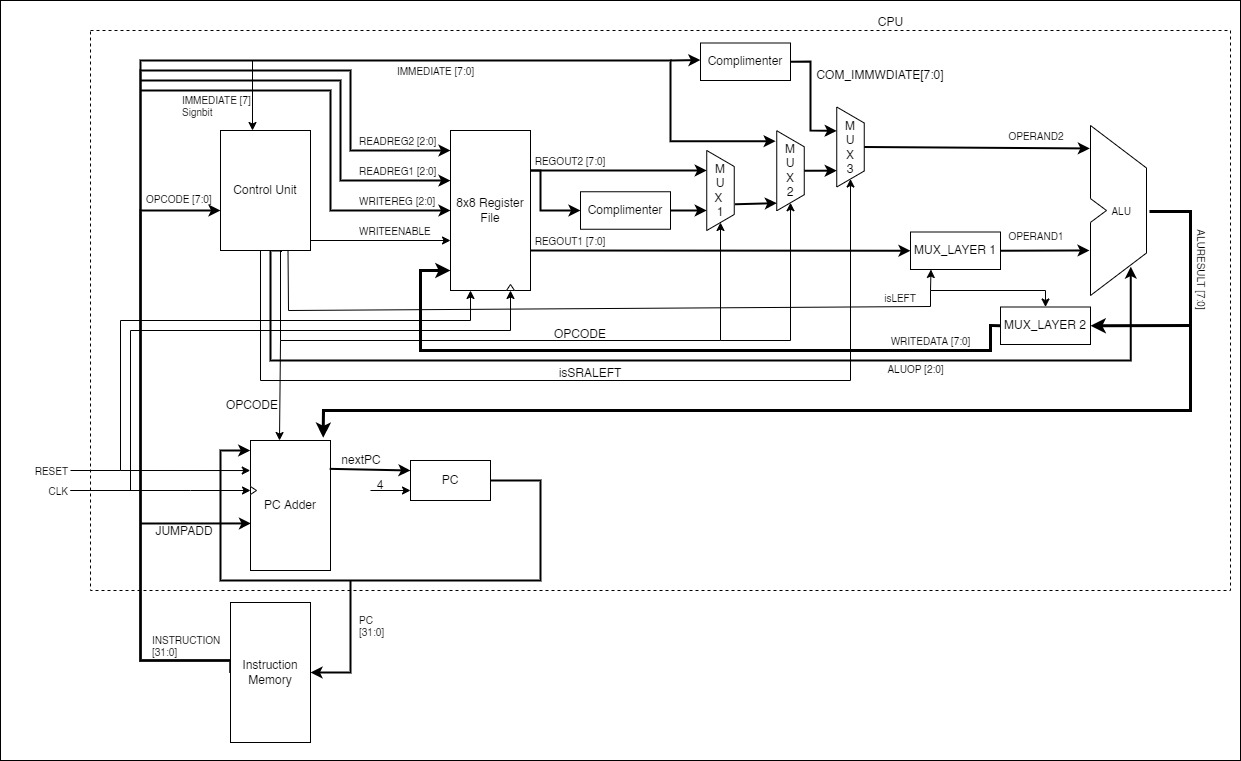 CPU
Complimenter
IMMEDIATE [7:0]
COM_IMMWDIATE[7:0]
IMMEDIATE [7]
Signbit
M
U
X
3
OPERAND2
READREG2 [2:0]
M
U
X
2
REGOUT2 [7:0]
M
U
X
1
READREG1 [2:0]
Control Unit
OPCODE [7:0]
WRITEREG [2:0]
8x8 Register
File
Complimenter
ALU
WRITEENABLE
REGOUT1 [7:0]
MUX_LAYER 1
OPERAND1
ALURESULT [7:0]
isLEFT
MUX_LAYER 2
OPCODE
WRITEDATA [7:0]
isSRALEFT
ALUOP [2:0]
OPCODE
nextPC
RESET
PC
4
CLK
PC Adder
JUMPADD
PC
[31:0]
INSTRUCTION
[31:0]
Instruction
Memory